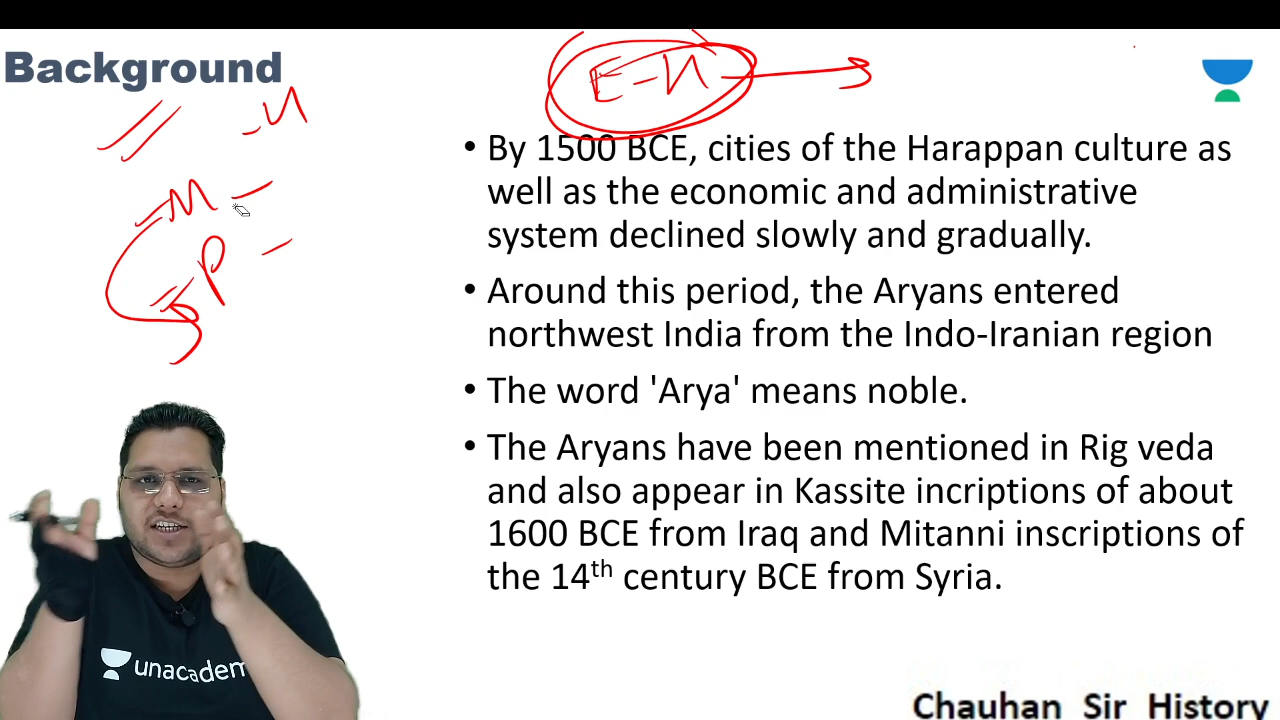 Background
E-N
-N
M -
P -
• By 1500 BCE, cities of the Harappan culture as
well as the economic and administrative
system declined slowly and gradually.
• Around this period, the Aryans entered
northwest India from the Indo-Iranian region
• The word 'Arya' means noble.
• The Aryans have been mentioned in Rig veda
and also appear in Kassite incriptions of about
1600 BCE from Iraq and Mitanni inscriptions of
the 14th century BCE from Syria.
unacadem
Chauhan Sir History